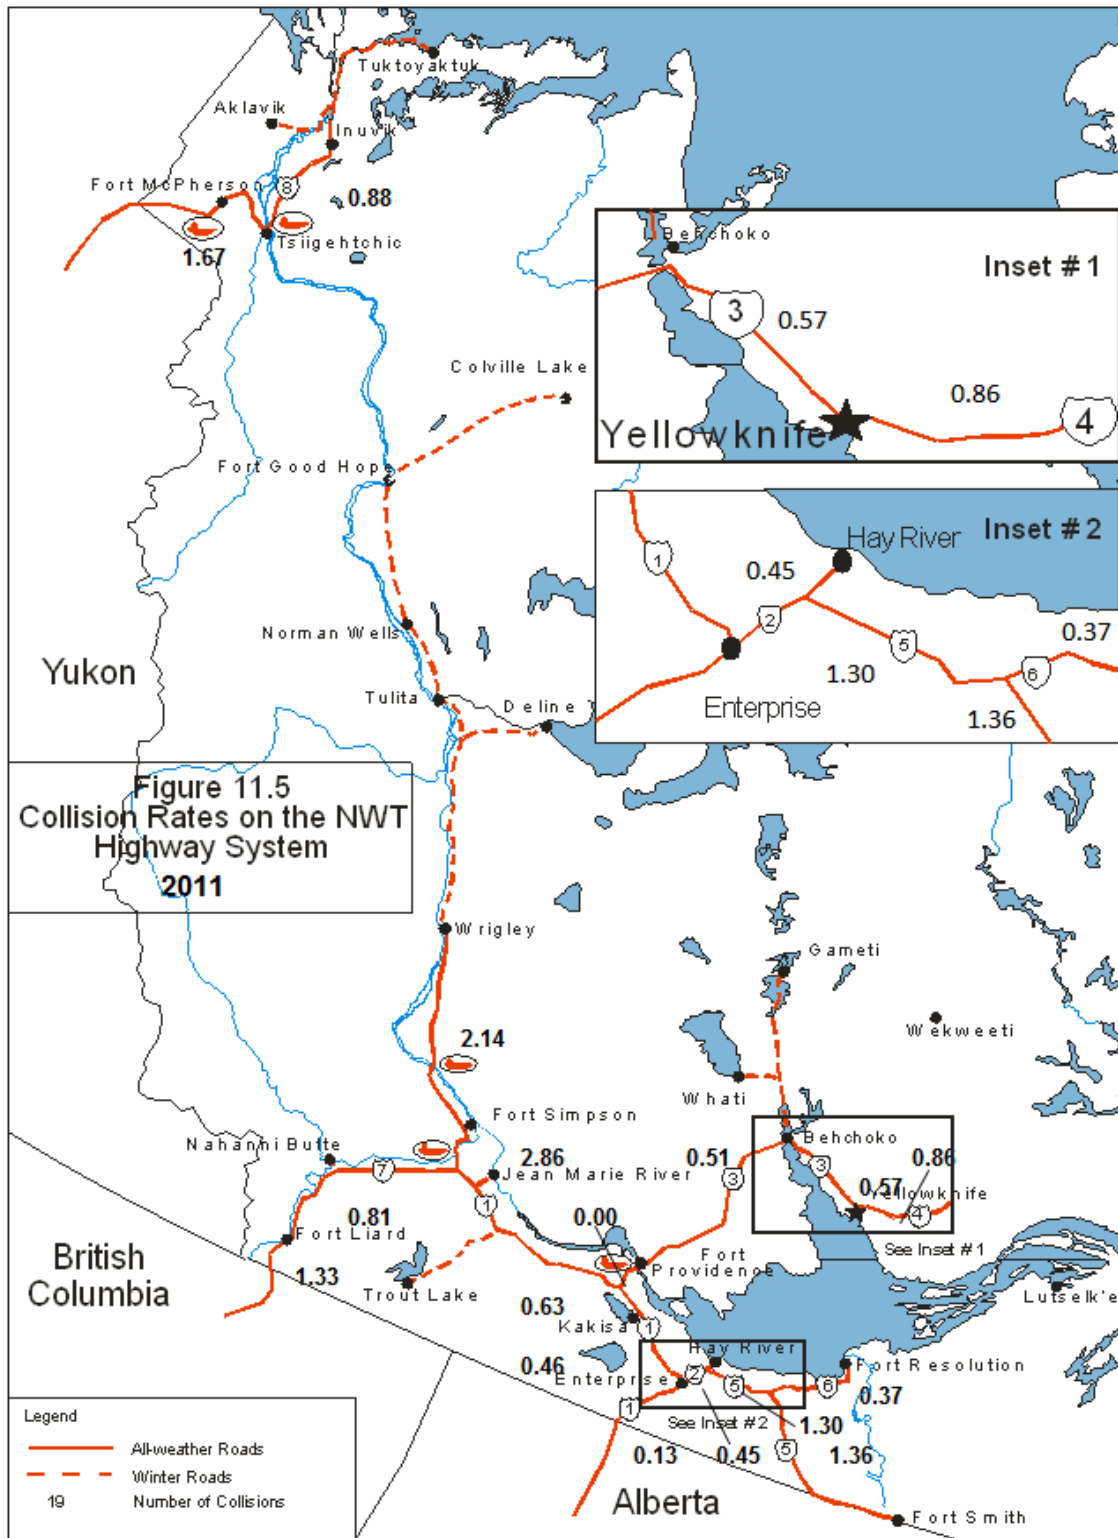 Tuktoyaktuk
Aklavik
Inuvik
Fort McPherson
8
0.88
Tsiigehtchic
1.67
Behchoko
Inset # 1
3
0.57
0.86
4
Yellowknife
Colville Lake
Fort Good Hope
Inset # 2
Hay River
1
0.45
2
0.37
5
6
1.30
1.36
Enterprise
Norman Wells
Yukon
Tulita
Deline
Figure 11.5
Collision Rates on the NWT
Highway System
2011
Wrigley
Gameti
Wekweeti
2.14
Whati
Fort Simpson
Nahanni Butte
Behchoko
2.86
0.51
0.86
7
Jean Marie River
3
3
0.57
Yellowknife
1
4
0.81
0.00
Fort Liard
See Inset #1
British
Columbia
Fort
Providence
1.33
Trout Lake
Lutselk'e
0.63
Kakisa
1
Hay River
0.46
Enterprise
2
5
6
Fort Resolution
0.37
1
See Inset #2
1.30
0.13
0.45
5
1.36
Legend
All-weather Roads
Winter Roads
19
Number of Collisions
Alberta
Fort Smith